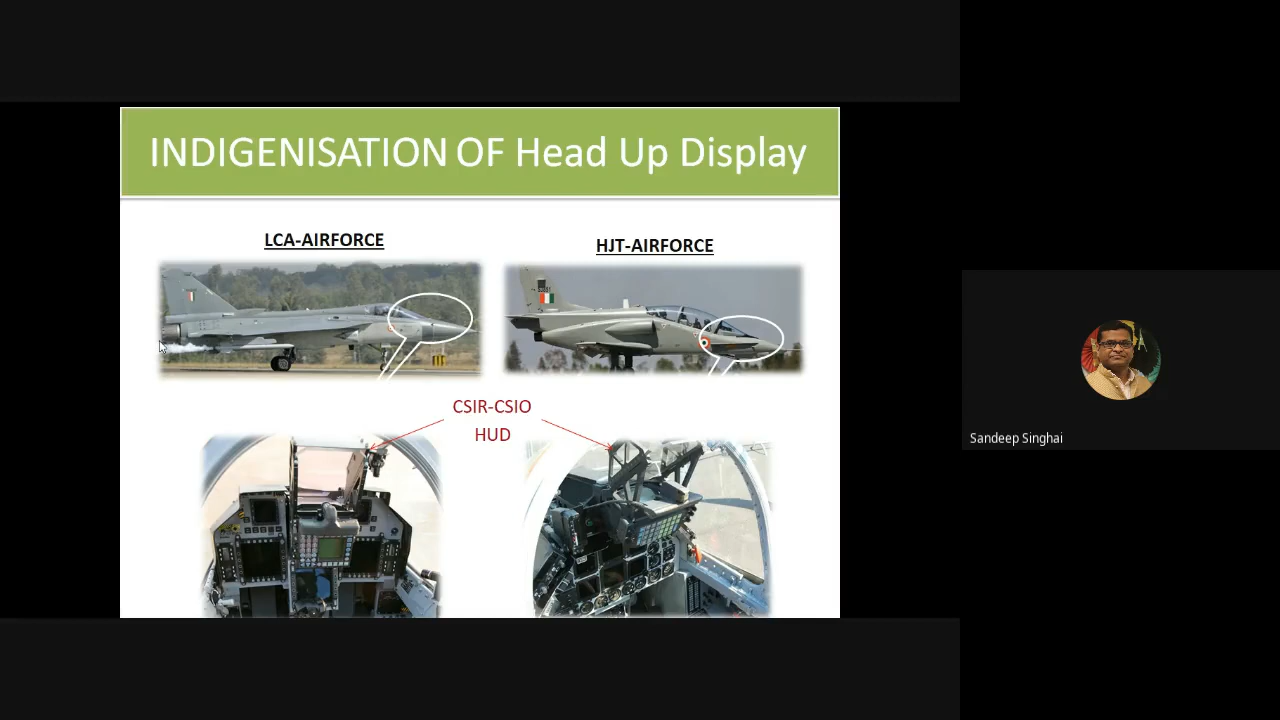 INDIGENISATION OF Head Up Display
LCA-AIRFORCE
HJT-AIRFORCE
CSIR-CSIO
HUD
Sandeep Singhai